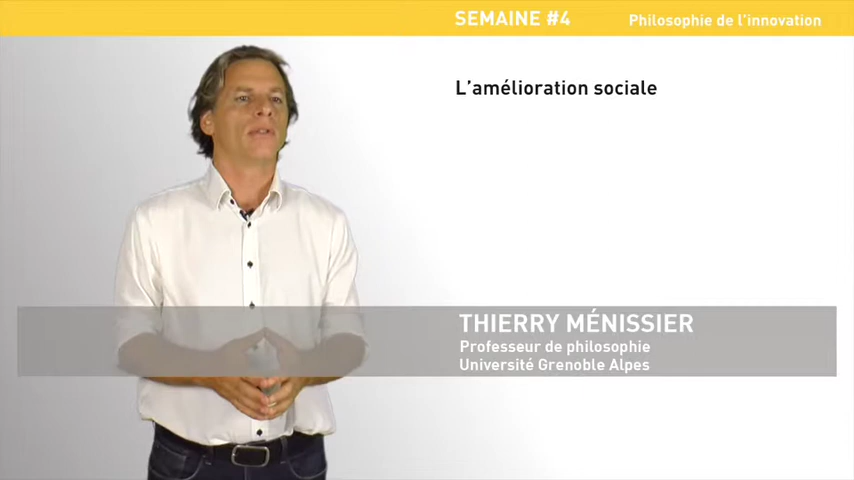 SEMAINE #4
Philosophie de l'innovation
L'amélioration sociale
THIERRY MÉNISSIER
Professeur de philosophie
Université Grenoble Alpes